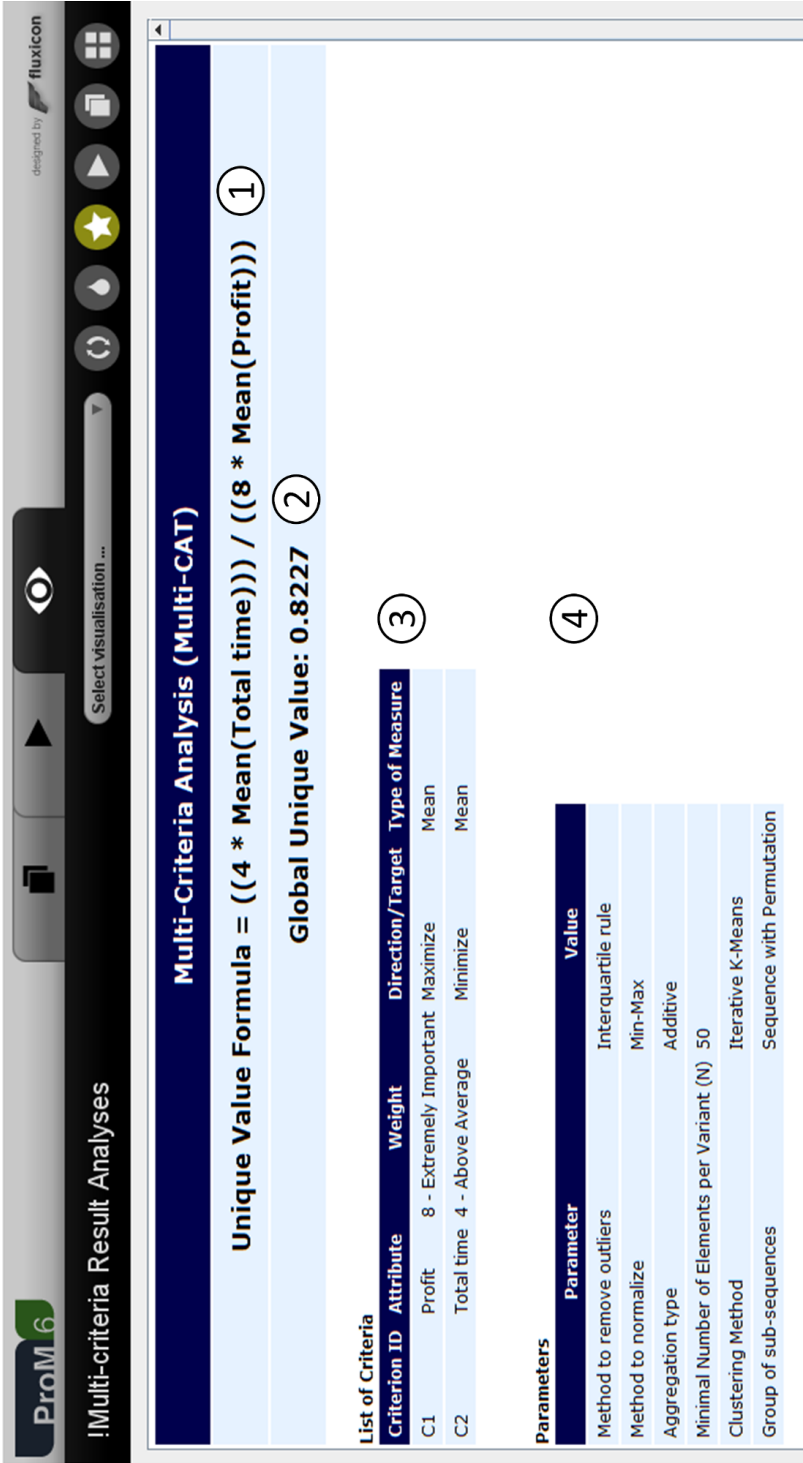 ProM 6
designed by fluxicon
!Multi-criteria Result Analyses
Select visualisation ...
Multi-Criteria Analysis (Multi-CAT)
Unique Value Formula = ((4 * Mean(Total time))) / ((8 * Mean(Profit))) 1
Global Unique Value: 0.8227 2
List of Criteria
3
Criterion ID Attribute Weight Direction/Target Type of Measure
C1 Profit 8 - Extremely Important Maximize Mean
C2 Total time 4 - Above Average Minimize Mean
Parameters
4
Parameter Value
Method to remove outliers Interquartile rule
Method to normalize Min-Max
Aggregation type Additive
Minimal Number of Elements per Variant (N) 50
Clustering Method Iterative K-Means
Group of sub-sequences Sequence with Permutation